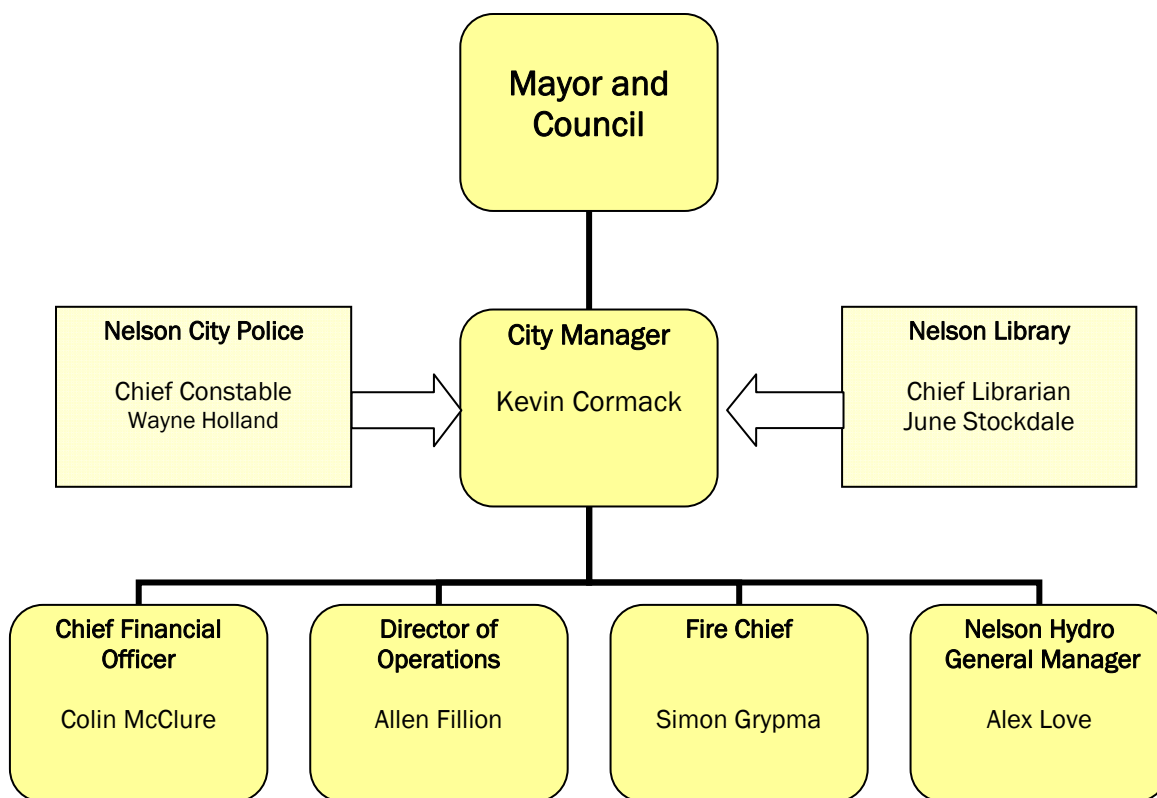 Mayor and
Council
Nelson City Police
Chief Constable
Wayne Holland
City Manager
Kevin Cormack
Nelson Library
Chief Librarian
June Stockdale
Chief Financial
Officer
Colin McClure
Director of
Operations
Allen Fillion
Fire Chief
Simon Grypma
Nelson Hydro
General Manager
Alex Love